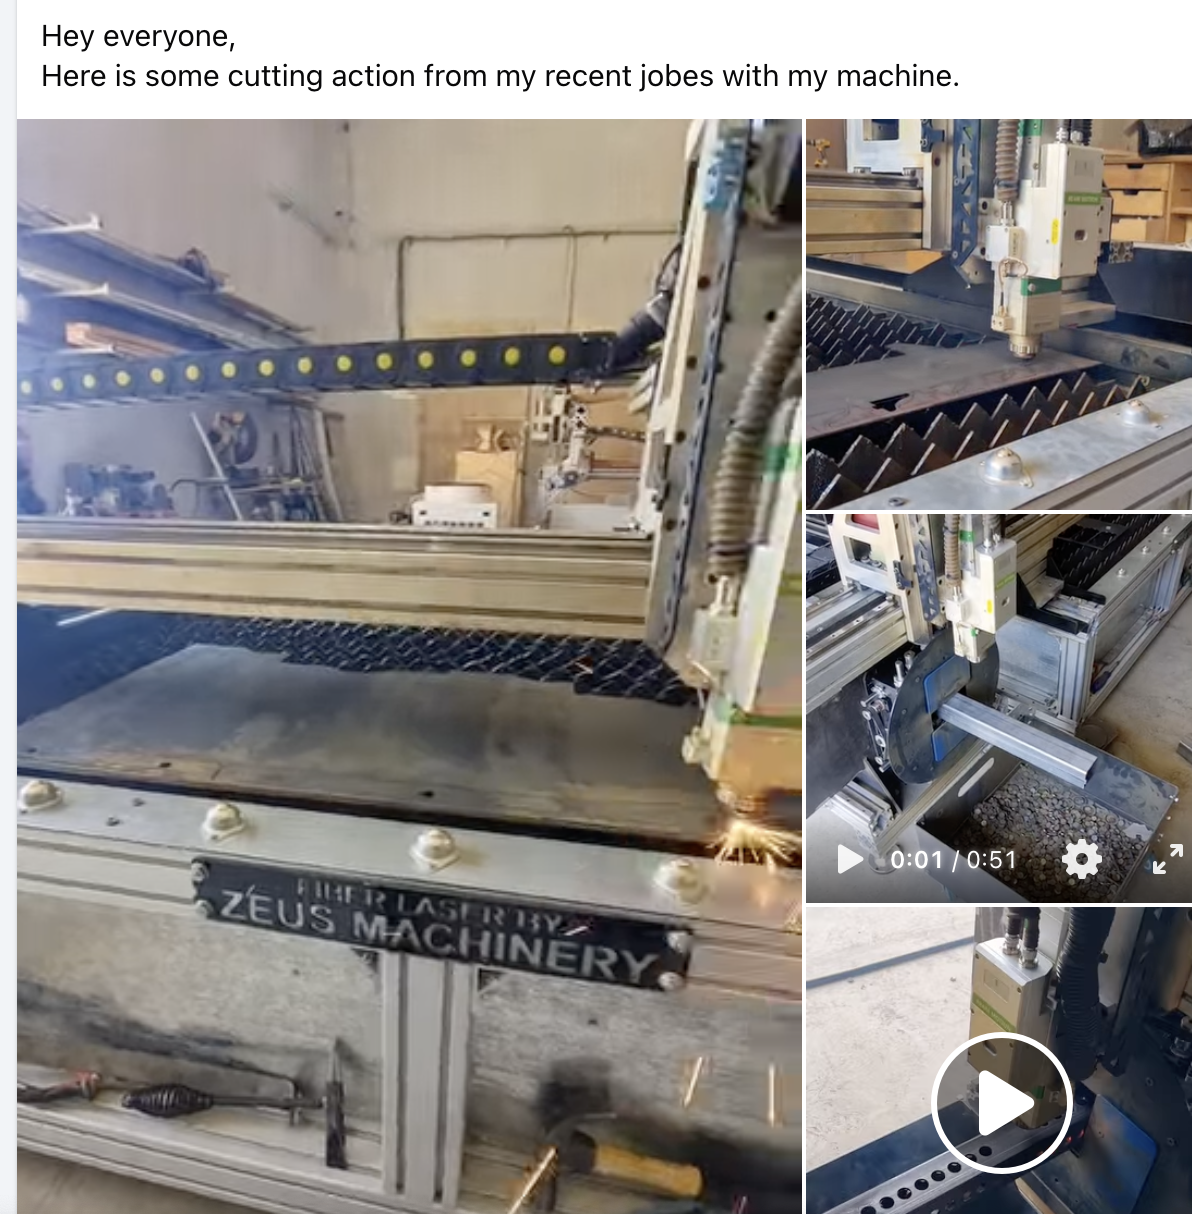 Hey everyone,
Here is some cutting action from my recent jobes with my machine.
FIBER LASER BY
ZEUS MACHINERY
0:01 / 0:51